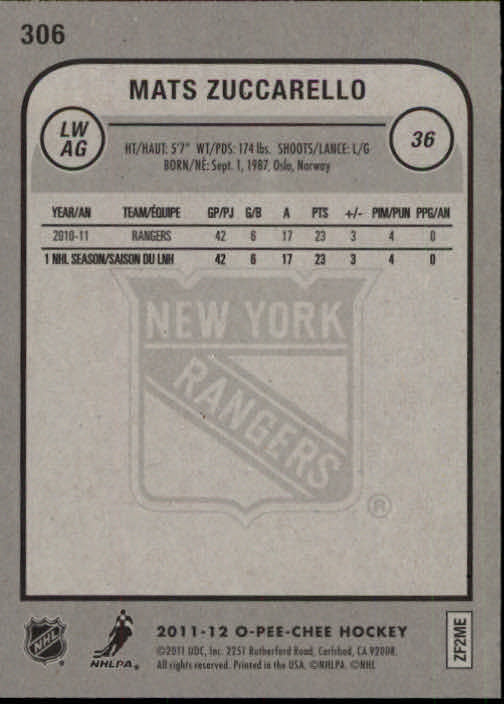 306
MATS ZUCCARELLO
LW
AG
HT/HAUT: 5'7" WT/PDS: 174 lbs. SHOOTS/LANCE: L/G
BORN/NÉ: Sept. 1, 1987, Oslo, Norway
36
YEAR/AN TEAM/ÉQUIPE GP/PJ G/B A PTS +/- PIM/PUN PPG/AN
2010-11 RANGERS 42 6 17 23 3 4 0
1 NHL SEASON/SAISON DU LNH 42 6 17 23 3 4 0
NEW YORK
RANGERS
®
NHL
NHLPA
2011-12 O-PEE-CHEE HOCKEY
©2011 UDC, Inc. 2251 Rutherford Road, Carlsbad, CA 92008.
All rights reserved. Printed in the USA. ©NHLPA. ©NHL
ZF2ME